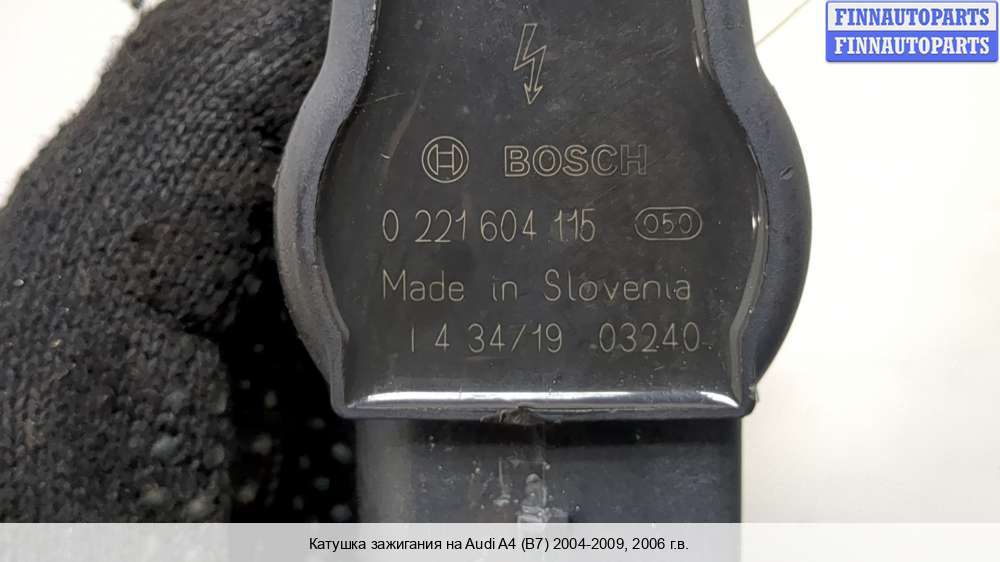 FINNAUTOPARTS
FINNAUTOPARTS
BOSCH
0 221 604 115 050
Made in Slovenia
1 4 34/19 03240
Катушка зажигания на Audi A4 (B7) 2004-2009, 2006 г.в.